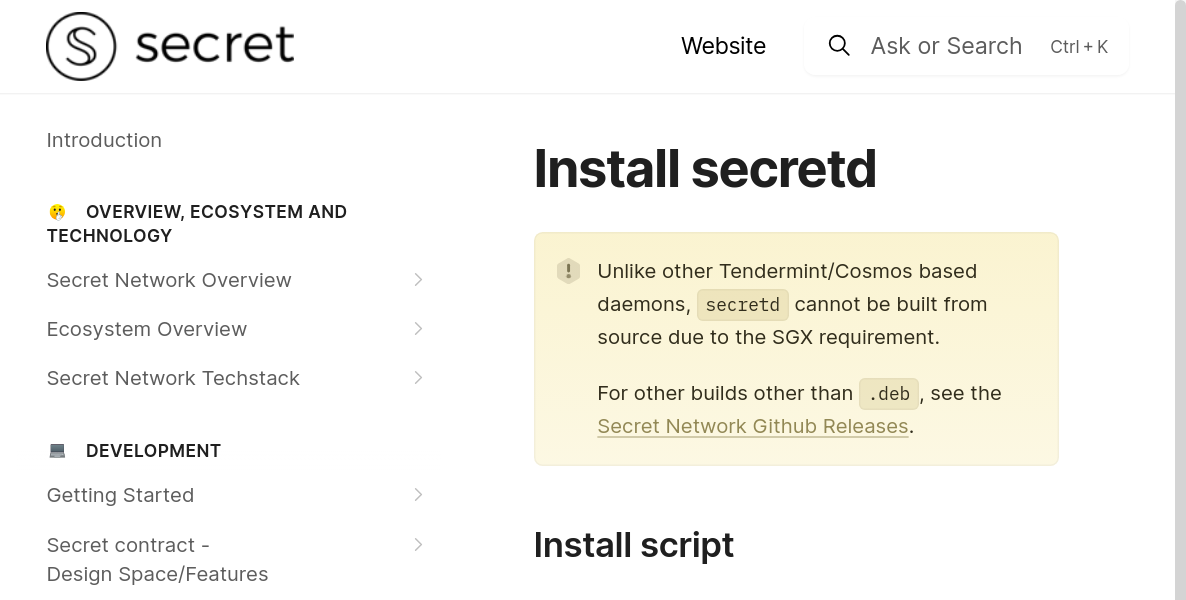 secret
Website
Ask or Search
Ctrl + K
Introduction
OVERVIEW, ECOSYSTEM AND
TECHNOLOGY
Secret Network Overview
Ecosystem Overview
Secret Network Techstack
DEVELOPMENT
Getting Started
Secret contract -
Design Space/Features
Install secretd
Unlike other Tendermint/Cosmos based
daemons, secretd cannot be built from
source due to the SGX requirement.
For other builds other than .deb, see the
Secret Network Github Releases.
Install script